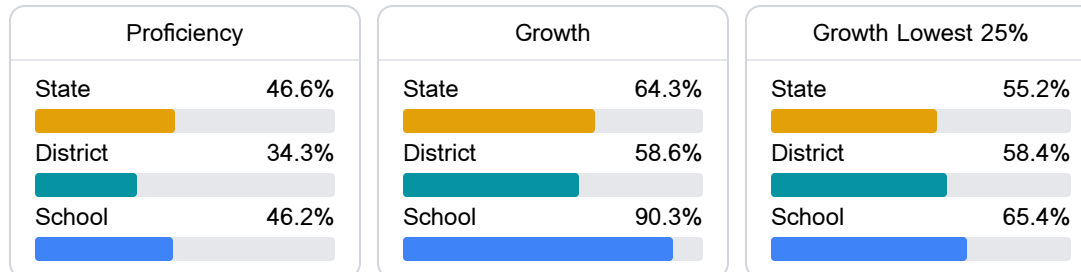 Proficiency
State 46.6%
District 34.3%
School 46.2%
Growth
State 64.3%
District 58.6%
School 90.3%
Growth Lowest 25%
State 55.2%
District 58.4%
School 65.4%